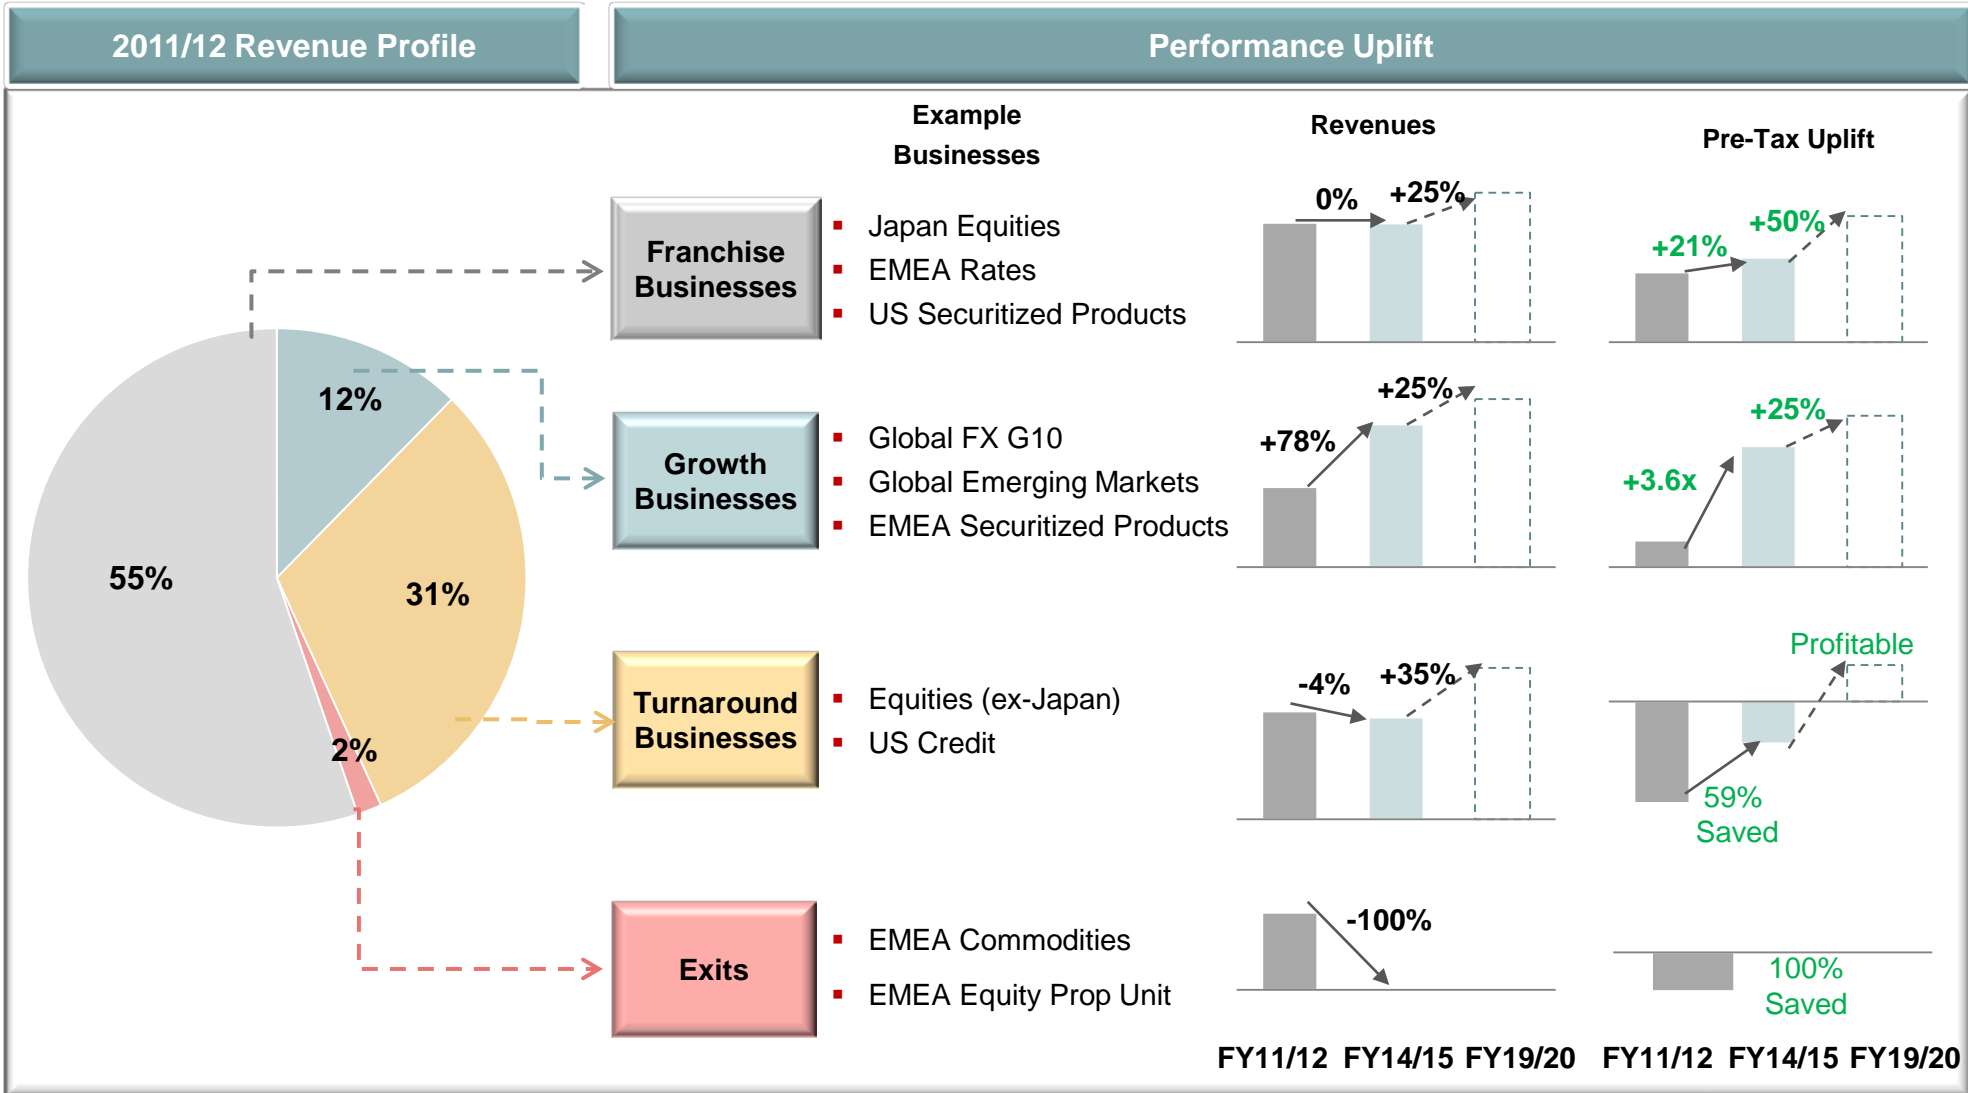 2011/12 Revenue Profile
Performance Uplift
Example
Businesses
Revenues
Pre-Tax Uplift
55%
12%
31%
2%
Franchise
Businesses
Japan Equities
EMEA Rates
US Securitized Products
0%
+25%
+21%
+50%
Growth
Businesses
Global FX G10
Global Emerging Markets
EMEA Securitized Products
+78%
+25%
+3.6x
+25%
Turnaround
Businesses
Equities (ex-Japan)
US Credit
-4%
+35%
59%
Saved
Profitable
Exits
EMEA Commodities
EMEA Equity Prop Unit
-100%
100%
Saved
FY11/12 FY14/15 FY19/20
FY11/12 FY14/15 FY19/20